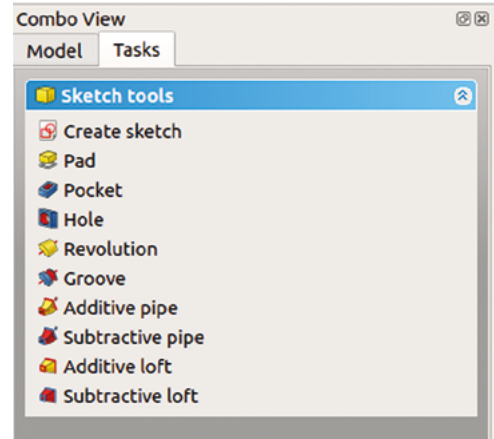 Combo View
Model Tasks
Sketch tools
Create sketch
Pad
Pocket
Hole
Revolution
Groove
Additive pipe
Subtractive pipe
Additive loft
Subtractive loft